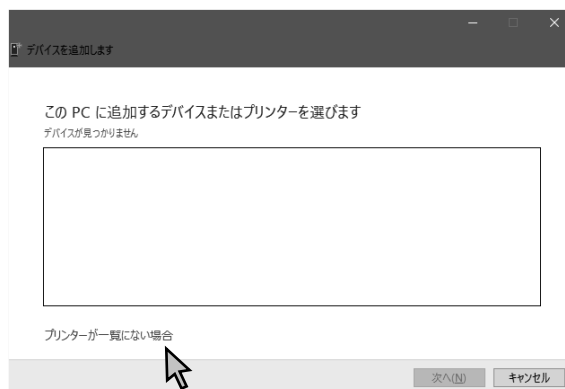 デバイスを追加します
この PC に追加するデバイスまたはプリンターを選びます
デバイスが見つかりません
プリンターが一覧にない場合
次へ(N) キャンセル